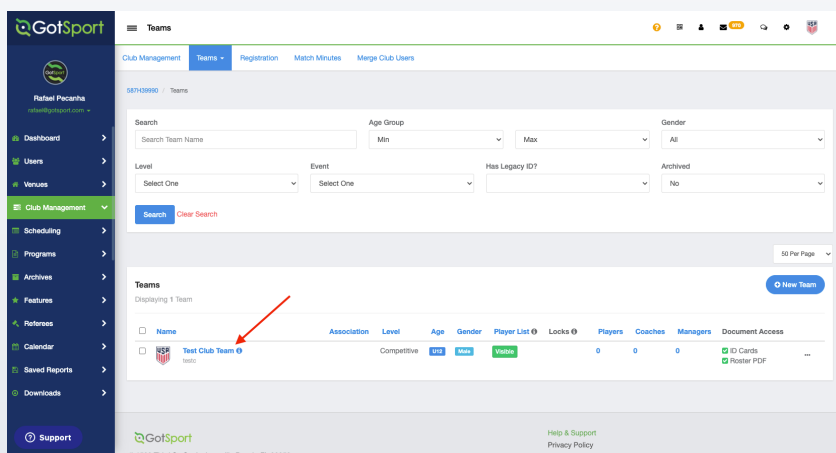 GotSport
Teams
Club Management Teams Registration Match Minutes Merge Club Users
GotSport
Rafael Pecanha
rafael@gotsport.com
587H39990 / Teams
Search Age Group Gender
Search Team Name Min Max All
Level Event Has Legacy ID? Archived
Select One Select One No
Search Clear Search
Dashboard
Users
Venues
Club Management
Scheduling
Programs
Archives
Features
Referees
Calendar
Saved Reports
Downloads
Support
50 Per Page
Teams
New Team
Displaying 1 Team
Name Association Level Age Gender Player List Locks Players Coaches Managers Document Access
Test Club Team Competitive U12 Male Visible 0 0 0 ID Cards
testc Roster PDF
GotSport
Help & Support
Privacy Policy